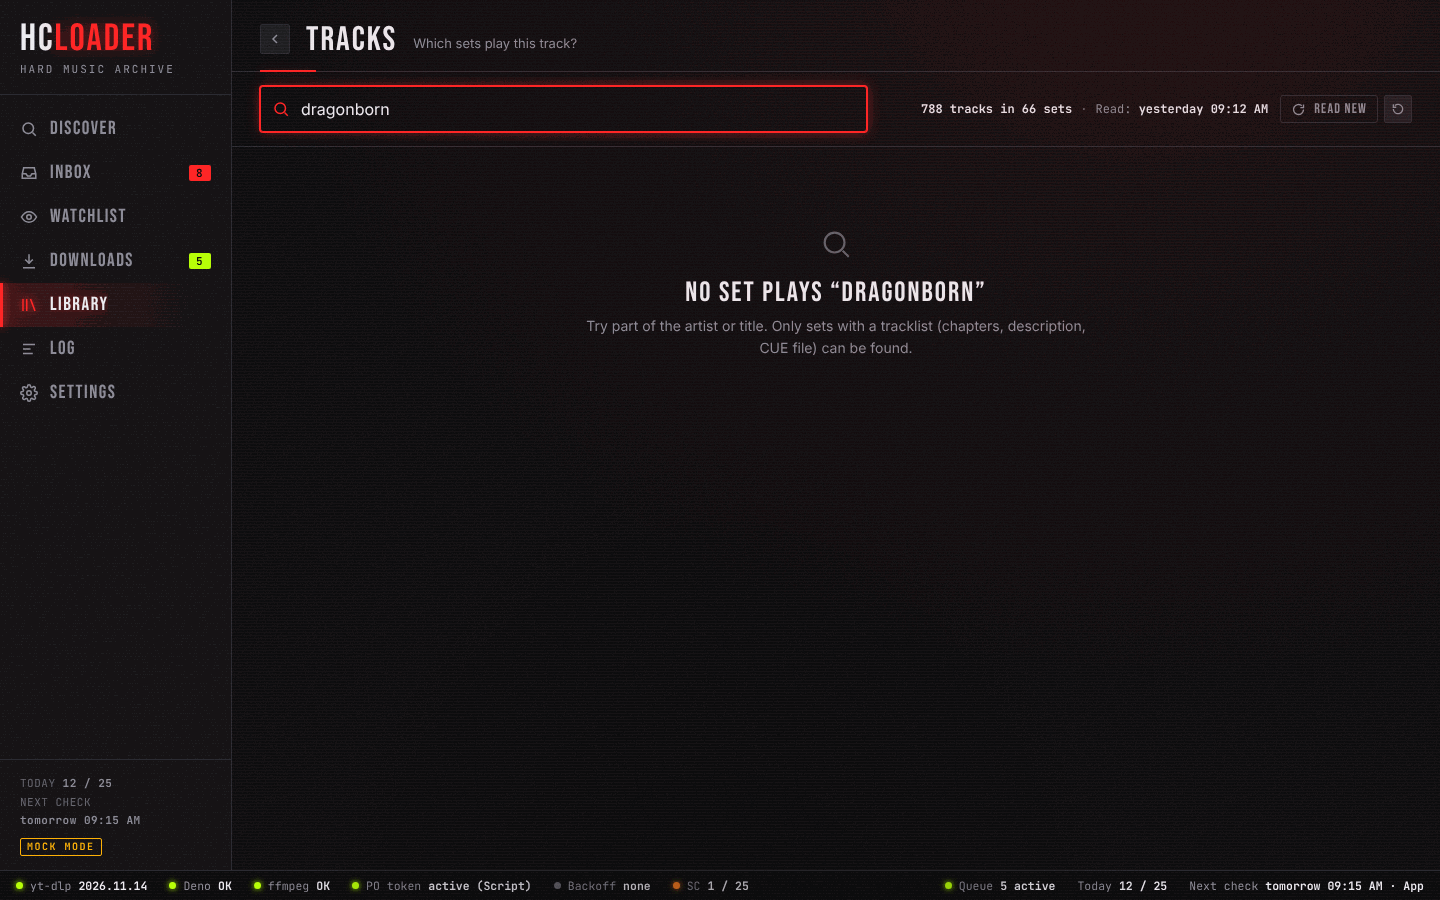 HCLOADER
HARD MUSIC ARCHIVE
DISCOVER
INBOX 8
WATCHLIST
DOWNLOADS 5
LIBRARY
LOG
SETTINGS
TODAY 12 / 25
NEXT CHECK
tomorrow 09:15 AM
MOCK MODE
TRACKS Which sets play this track?
dragonborn
788 tracks in 66 sets · Read: yesterday 09:12 AM READ NEW
NO SET PLAYS “DRAGONBORN”
Try part of the artist or title. Only sets with a tracklist (chapters, description,
CUE file) can be found.
yt-dlp 2026.11.14 Deno OK ffmpeg OK PO token active (Script) Backoff none SC 1 / 25 Queue 5 active Today 12 / 25 Next check tomorrow 09:15 AM · App